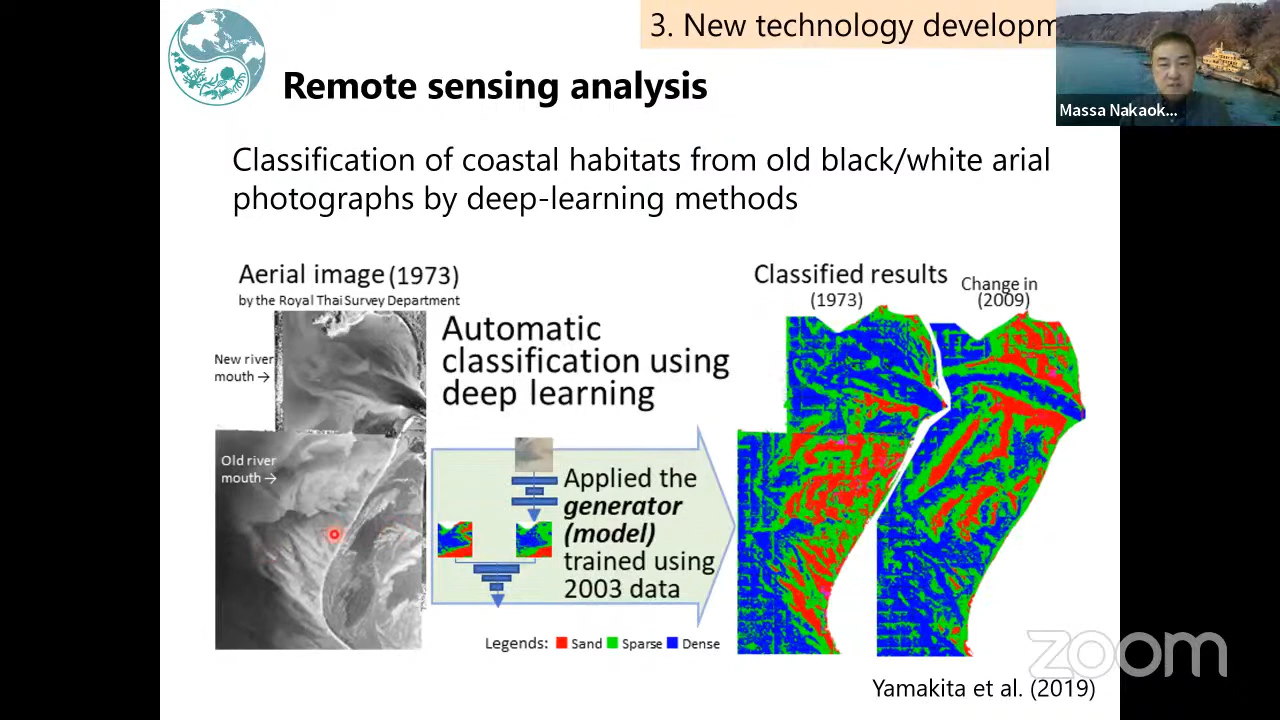 3. New technology developm
Massa Nakaok...
Remote sensing analysis
Classification of coastal habitats from old black/white arial
photographs by deep-learning methods
Aerial image (1973)
by the Royal Thai Survey Department
New river
mouth →
Old river
mouth →
Automatic
classification using
deep learning
Applied the
generator
(model)
trained using
2003 data
Classified results
(1973)
Change in
(2009)
Legends: Sand Sparse Dense
zoom
Yamakita et al. (2019)